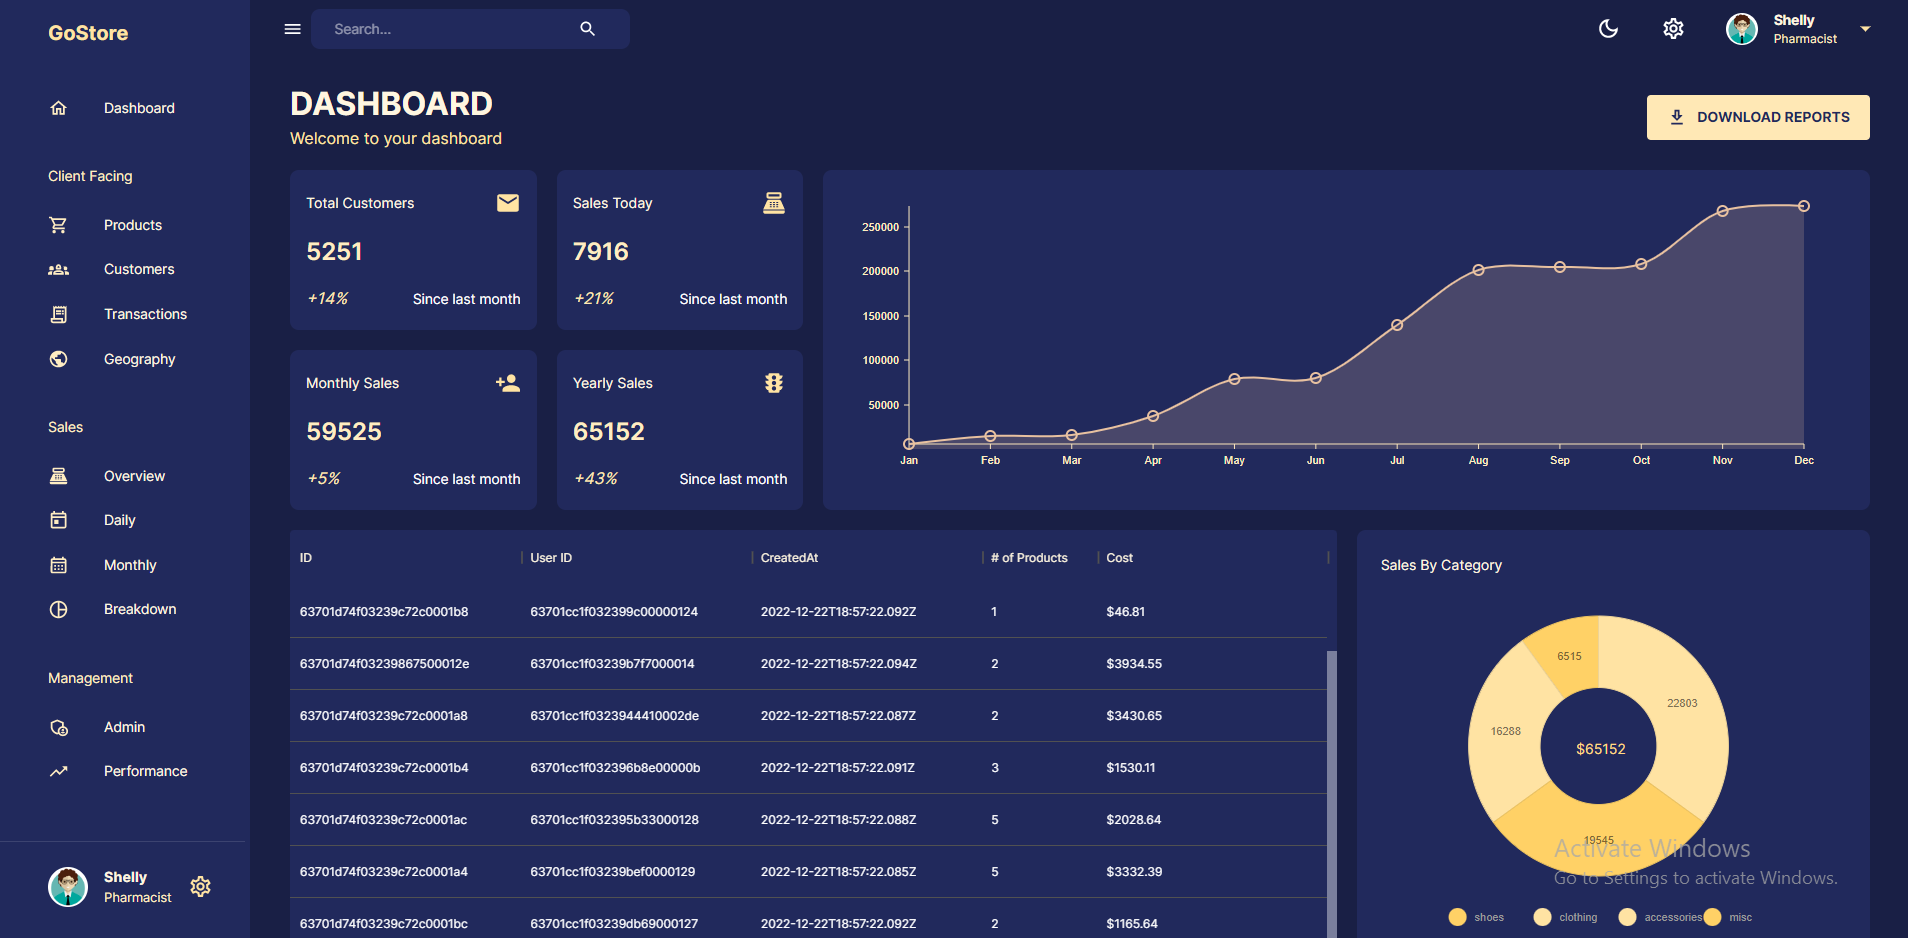 GoStore
Dashboard
Client Facing
Products
Customers
Transactions
Geography
Sales
Overview
Daily
Monthly
Breakdown
Management
Admin
Performance
Shelly
Pharmacist
Search...
Shelly
Pharmacist
DASHBOARD
Welcome to your dashboard
DOWNLOAD REPORTS
Total Customers
5251
+14% Since last month
Sales Today
7916
+21% Since last month
Monthly Sales
59525
+5% Since last month
Yearly Sales
65152
+43% Since last month
250000
200000
150000
100000
50000
Jan Feb Mar Apr May Jun Jul Aug Sep Oct Nov Dec
ID User ID CreatedAt # of Products Cost
63701d74f03239c72c0001b8 63701cc1f032399c00000124 2022-12-22T18:57:22.092Z 1 $46.81
63701d74f03239867500012e 63701cc1f03239b7f7000014 2022-12-22T18:57:22.094Z 2 $3934.55
63701d74f03239c72c0001a8 63701cc1f0323944410002de 2022-12-22T18:57:22.087Z 2 $3430.65
63701d74f03239c72c0001b4 63701cc1f032396b8e00000b 2022-12-22T18:57:22.091Z 3 $1530.11
63701d74f03239c72c0001ac 63701cc1f032395b33000128 2022-12-22T18:57:22.088Z 5 $2028.64
63701d74f03239c72c0001a4 63701cc1f03239bef0000129 2022-12-22T18:57:22.085Z 5 $3332.39
63701d74f03239c72c0001bc 63701cc1f03239db69000127 2022-12-22T18:57:22.092Z 2 $1165.64
Sales By Category
6515
22803
16288
$65152
19545
Activate Windows
Go to Settings to activate Windows.
shoes clothing accessories misc